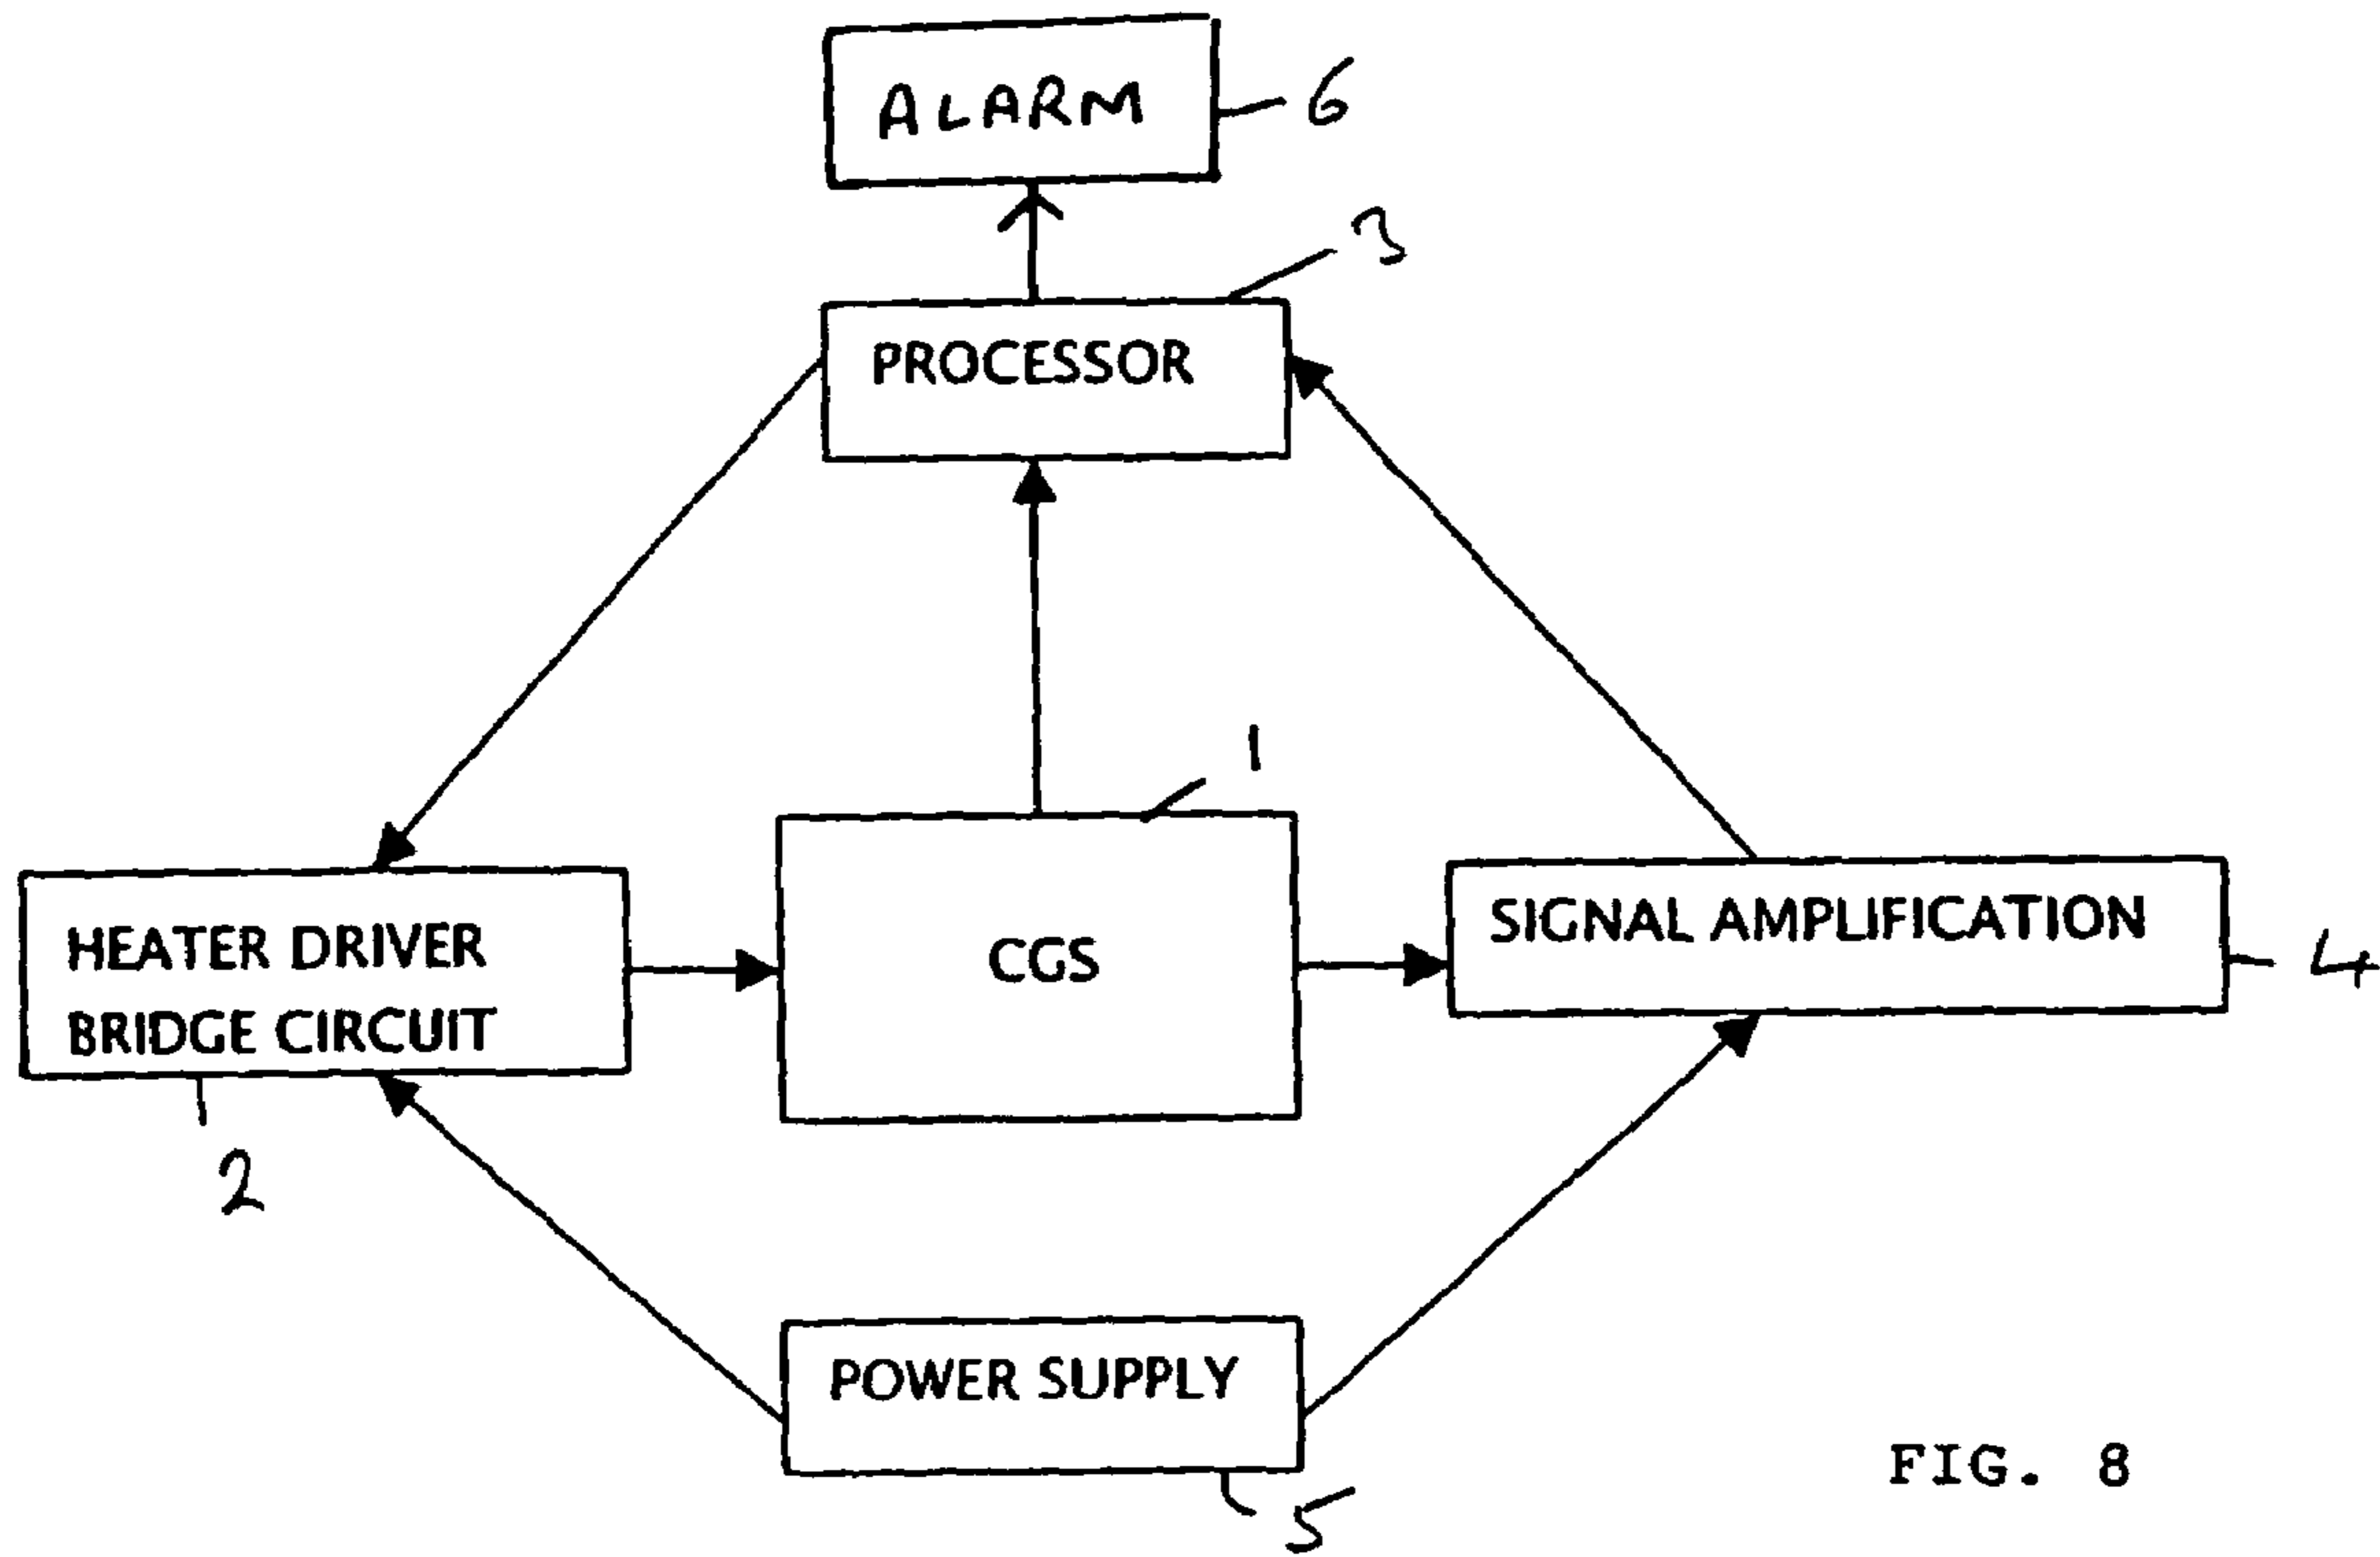 ALARM
6
3
PROCESSOR
1
HEATER DRIVER
BRIDGE CIRCUIT
CGS
SIGNAL AMPLIFICATION
4
2
POWER SUPPLY
5
FIG. 8